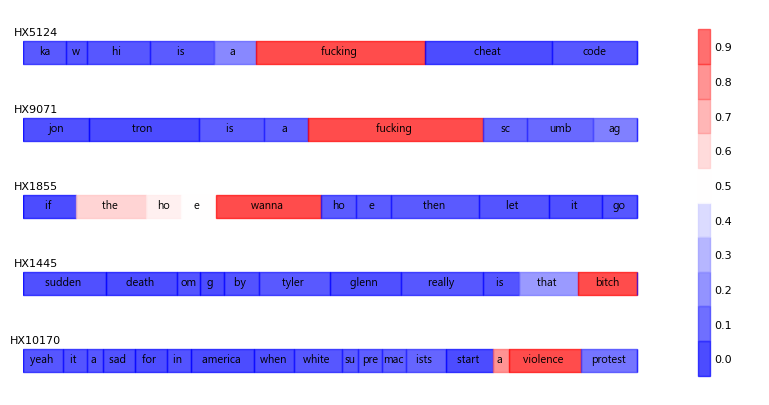 HX5124
ka w hi is a fucking cheat code
HX9071
jon tron is a fucking sc umb ag
HX1855
if the ho e wanna ho e then let it go
HX1445
sudden death om g by tyler glenn really is that bitch
HX10170
yeah it a sad for in america when white su pre mac ists start a violence protest
0.9
0.8
0.7
0.6
0.5
0.4
0.3
0.2
0.1
0.0